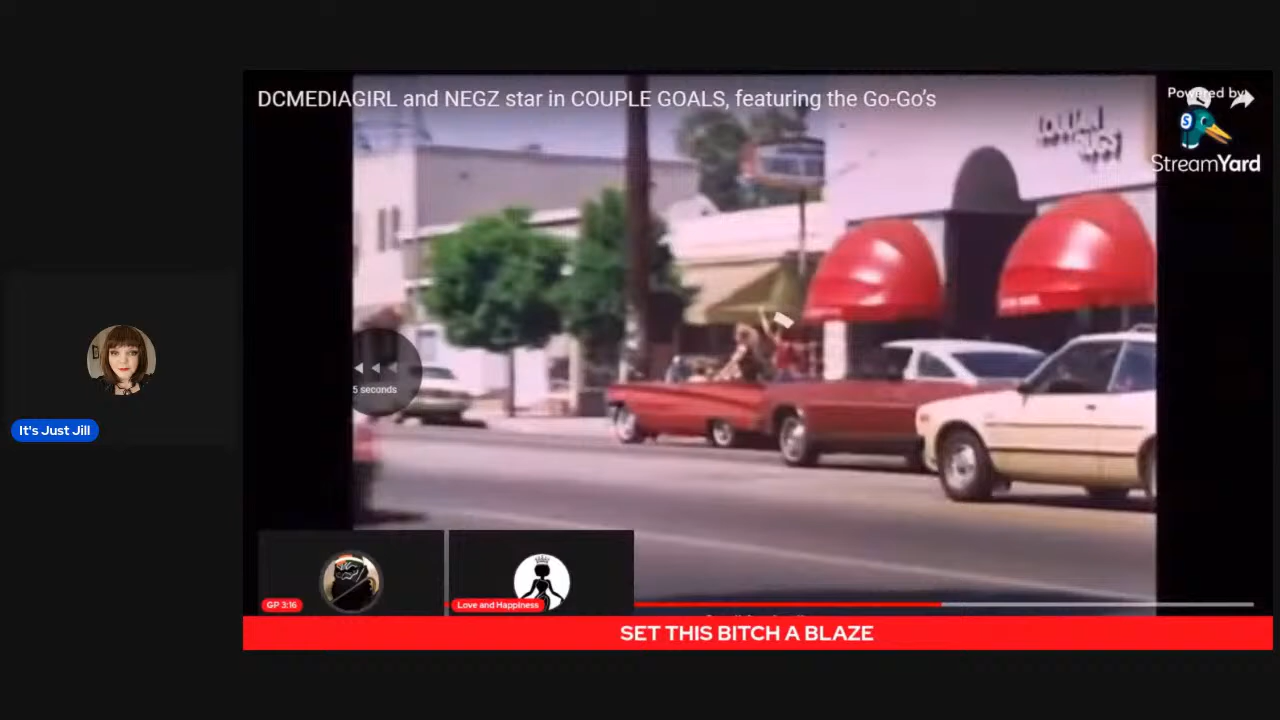 DCMEDIAGIRL and NEGZ star in COUPLE GOALS, featuring the Go-Go's
Powered by
StreamYard
5 seconds
It's Just Jill
GP 3:16
Love and Happiness
SET THIS BITCH A BLAZE